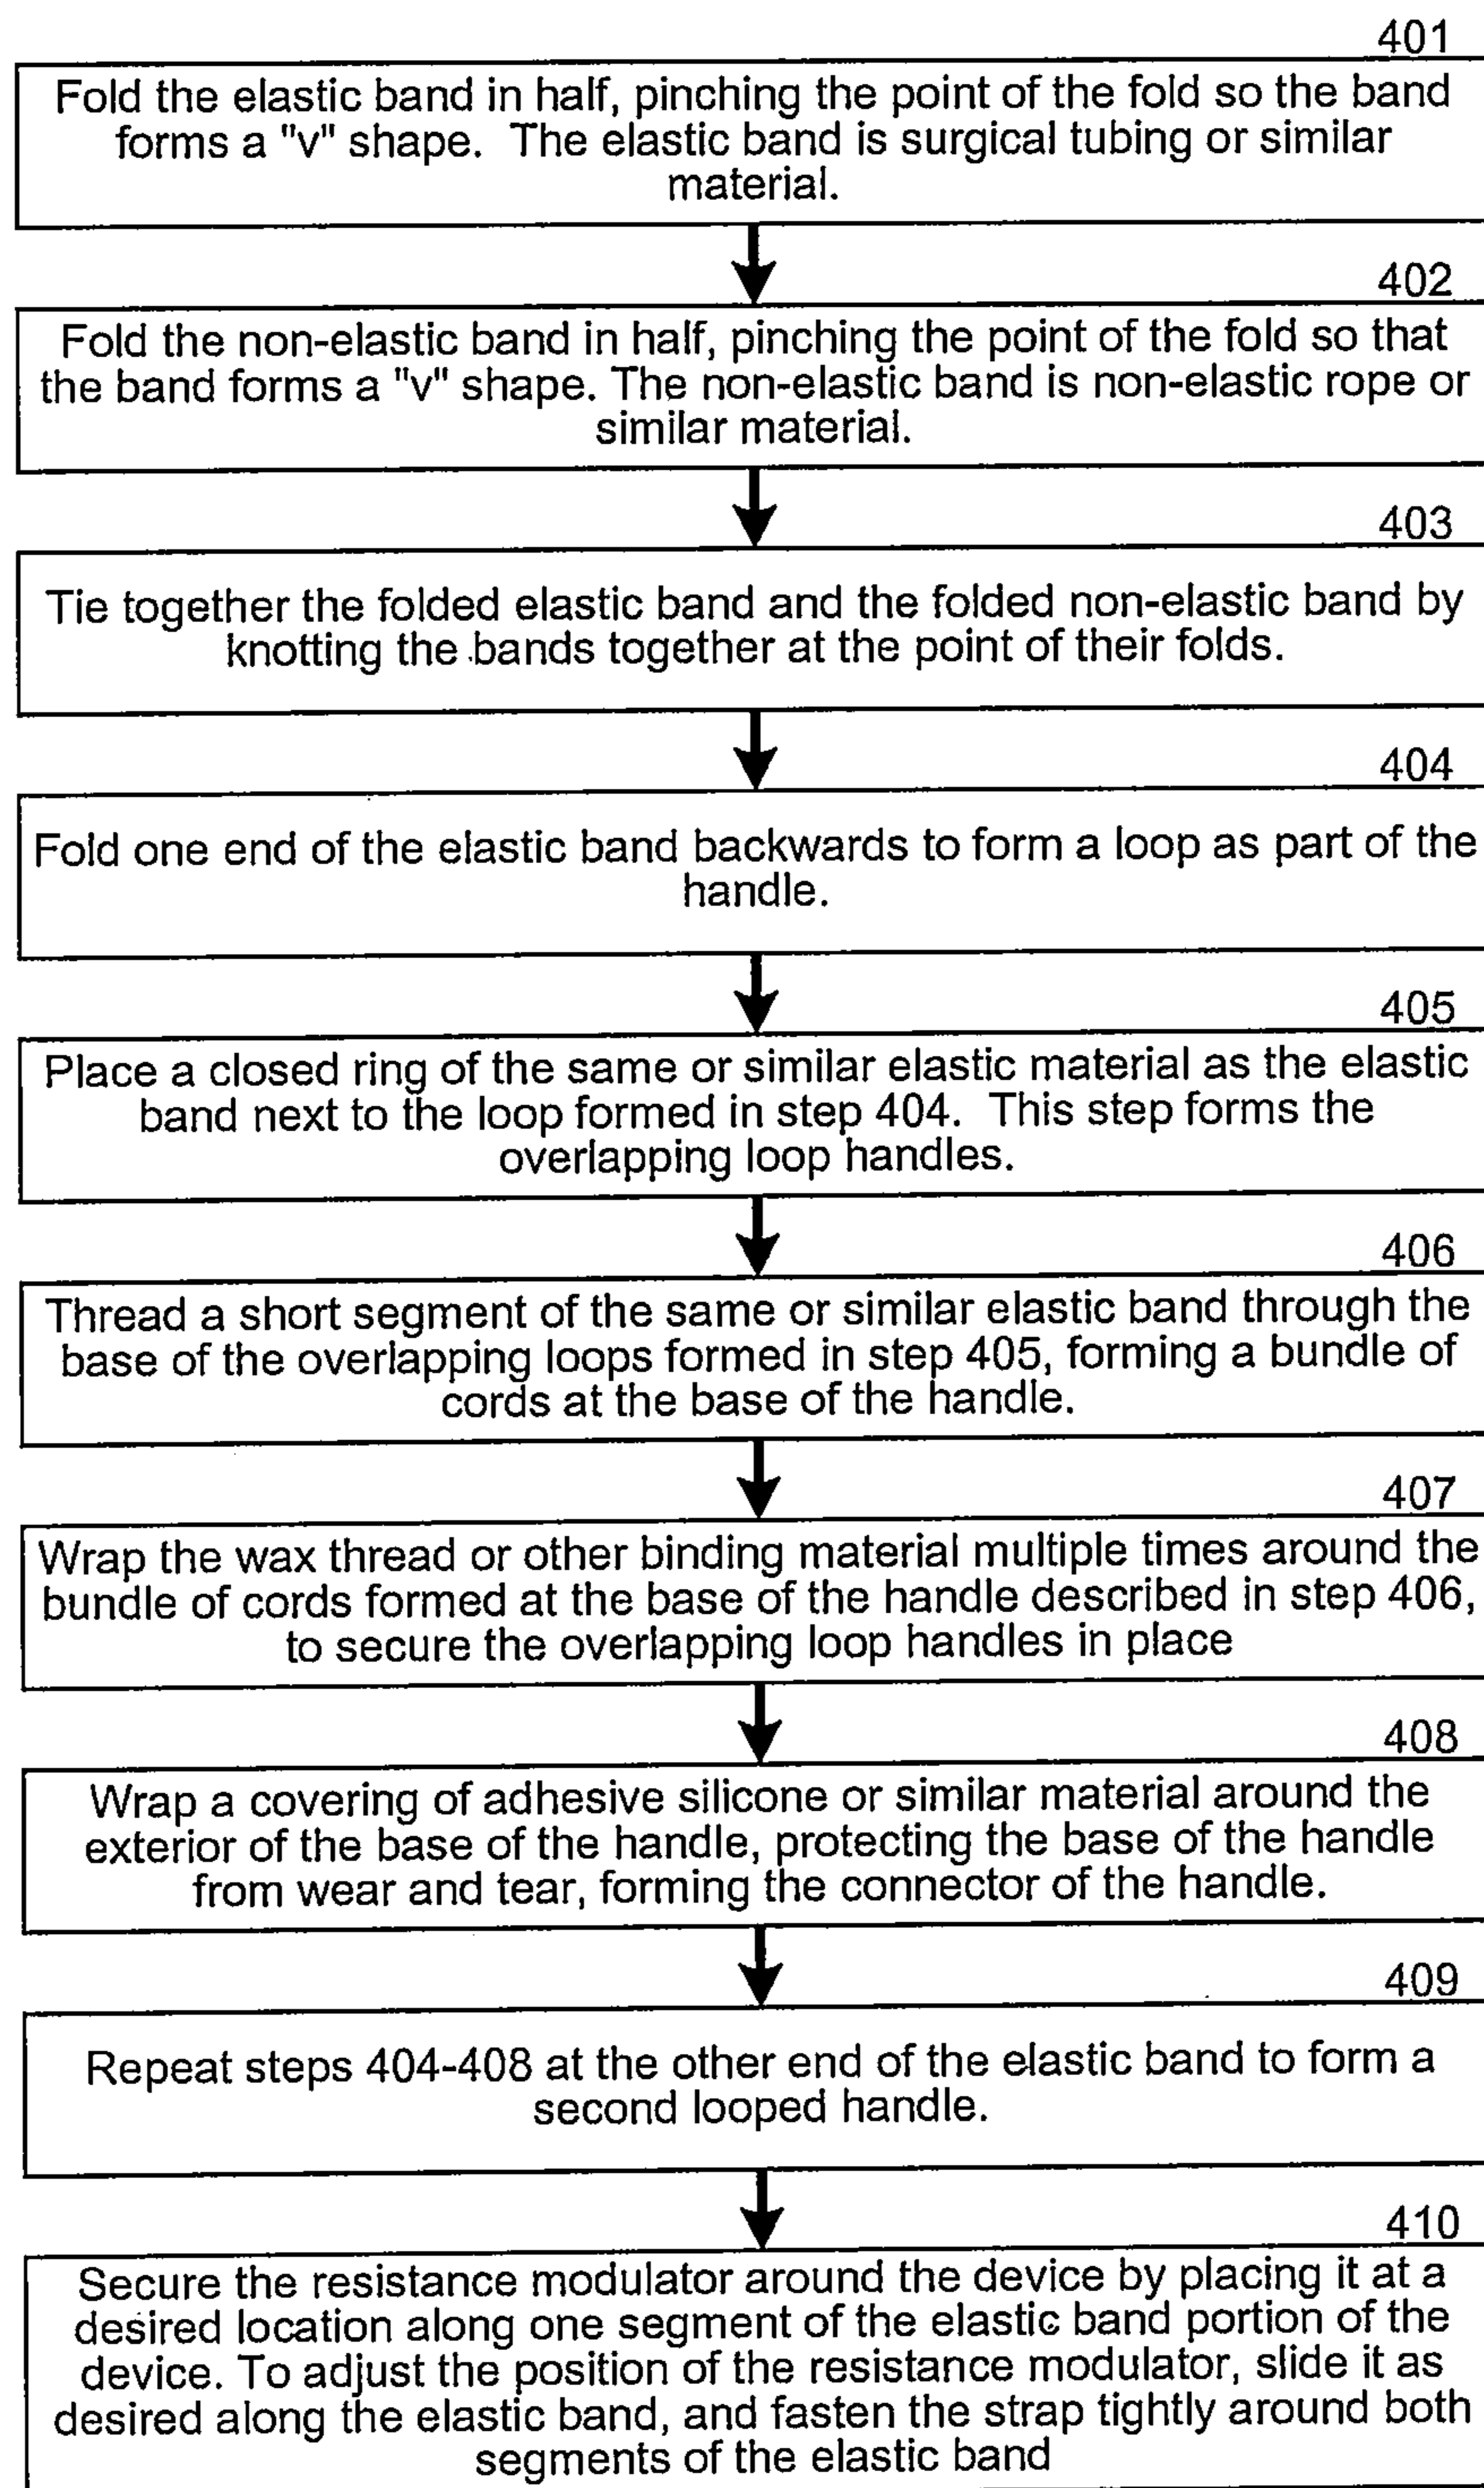 401
Fold the elastic band in half, pinching the point of the fold so the band
forms a "v" shape. The elastic band is surgical tubing or similar
material.
402
Fold the non-elastic band in half, pinching the point of the fold so that
the band forms a "v" shape. The non-elastic band is non-elastic rope or
similar material.
403
Tie together the folded elastic band and the folded non-elastic band by
knotting the bands together at the point of their folds.
404
Fold one end of the elastic band backwards to form a loop as part of the
handle.
405
Place a closed ring of the same or similar elastic material as the elastic
band next to the loop formed in step 404. This step forms the
overlapping loop handles.
406
Thread a short segment of the same or similar elastic band through the
base of the overlapping loops formed in step 405, forming a bundle of
cords at the base of the handle.
407
Wrap the wax thread or other binding material multiple times around the
bundle of cords formed at the base of the handle described in step 406,
to secure the overlapping loop handles in place
408
Wrap a covering of adhesive silicone or similar material around the
exterior of the base of the handle, protecting the base of the handle
from wear and tear, forming the connector of the handle.
409
Repeat steps 404-408 at the other end of the elastic band to form a
second looped handle.
410
Secure the resistance modulator around the device by placing it at a
desired location along one segment of the elastic band portion of the
device. To adjust the position of the resistance modulator, slide it as
desired along the elastic band, and fasten the strap tightly around both
segments of the elastic band